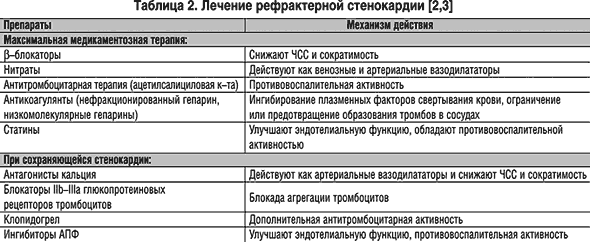 Таблица 2. Лечение рефрактерной стенокардии [2,3]
Препараты Механизм действия
Максимальная медикаментозная терапия:
β–блокаторы Снижают ЧСС и сократимость
Нитраты Действуют как венозные и артериальные вазодилататоры
Антитромбоцитарная терапия (ацетилсалициловая к–та) Противовоспалительная активность
Антикоагулянты (нефракционированный гепарин, Ингибирование плазменных факторов свертывания крови, ограничение
низкомолекулярные гепарины) или предотвращение образования тромбов в сосудах
Статины Улучшают эндотелиальную функцию, обладают противовоспалительной
активностью
При сохраняющейся стенокардии:
Антагонисты кальция Действуют как артериальные вазодилататоры и снижают ЧСС и сократимость
Блокаторы IIb–IIIa глюкопротеиновых
рецепторов тромбоцитов Блокада агрегации тромбоцитов
Клопидогрел Дополнительная антитромбоцитарная активность
Ингибиторы АПФ Улучшают эндотелиальную функцию, противовоспалительная активность